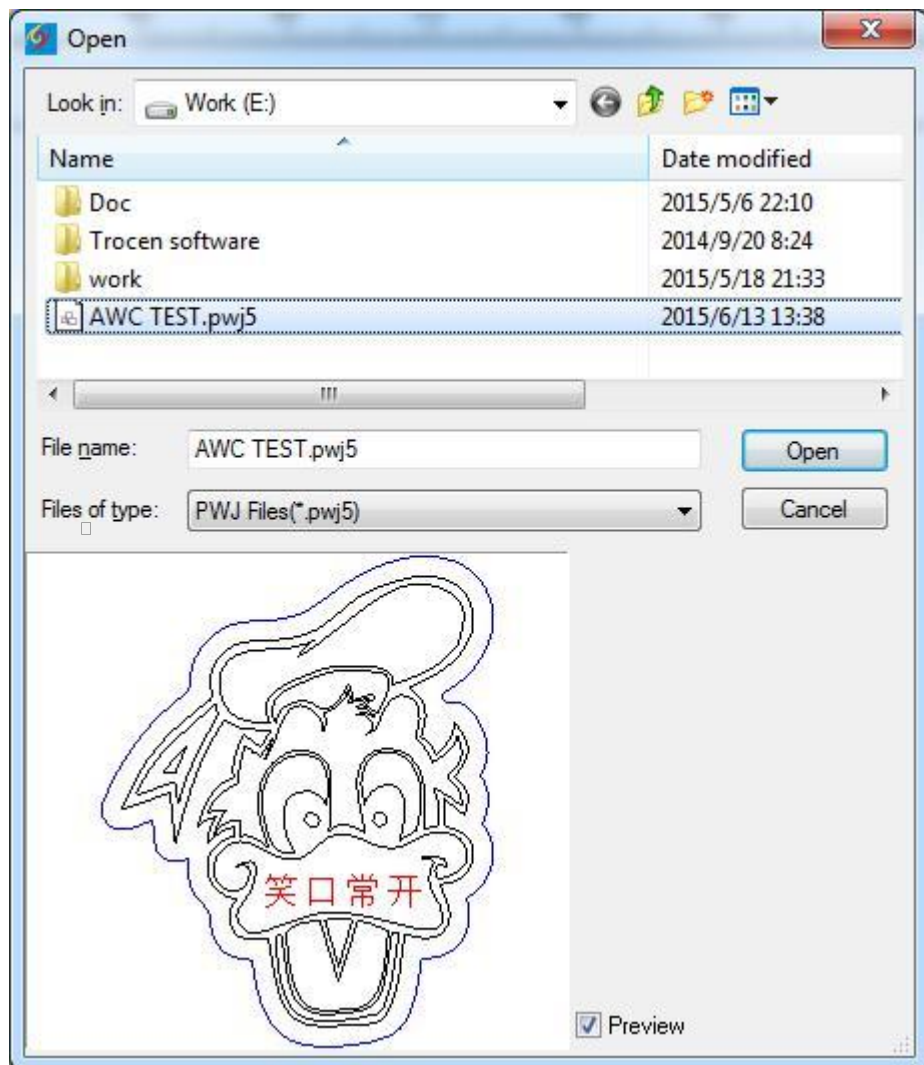 Open
Look in: Work (E:)
Name Date modified
Doc 2015/5/6 22:10
Trocen software 2014/9/20 8:24
work 2015/5/18 21:33
AWC TEST.pwj5 2015/6/13 13:38
File name: AWC TEST.pwj5 Open
Files of type: PWJ Files(*.pwj5) Cancel
笑口常开
Preview